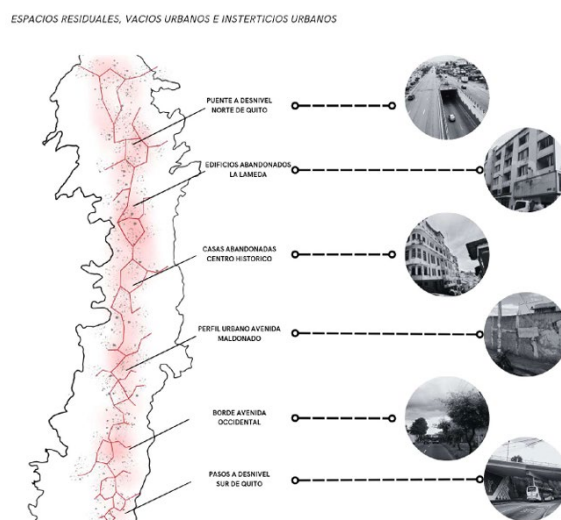 ESPACIOS RESIDUALES, VACIOS URBANOS E INSTERTICIOS URBANOS
PUENTE A DESNIVEL
NORTE DE QUITO
EDIFICIOS ABANDONADOS
LA LAMEDA
CASAS ABANDONADAS
CENTRO HISTORICO
PERFIL URBANO AVENIDA
MALDONADO
BORDE AVENIDA
OCCIDENTAL
PASOS A DESNIVEL
SUR DE QUITO